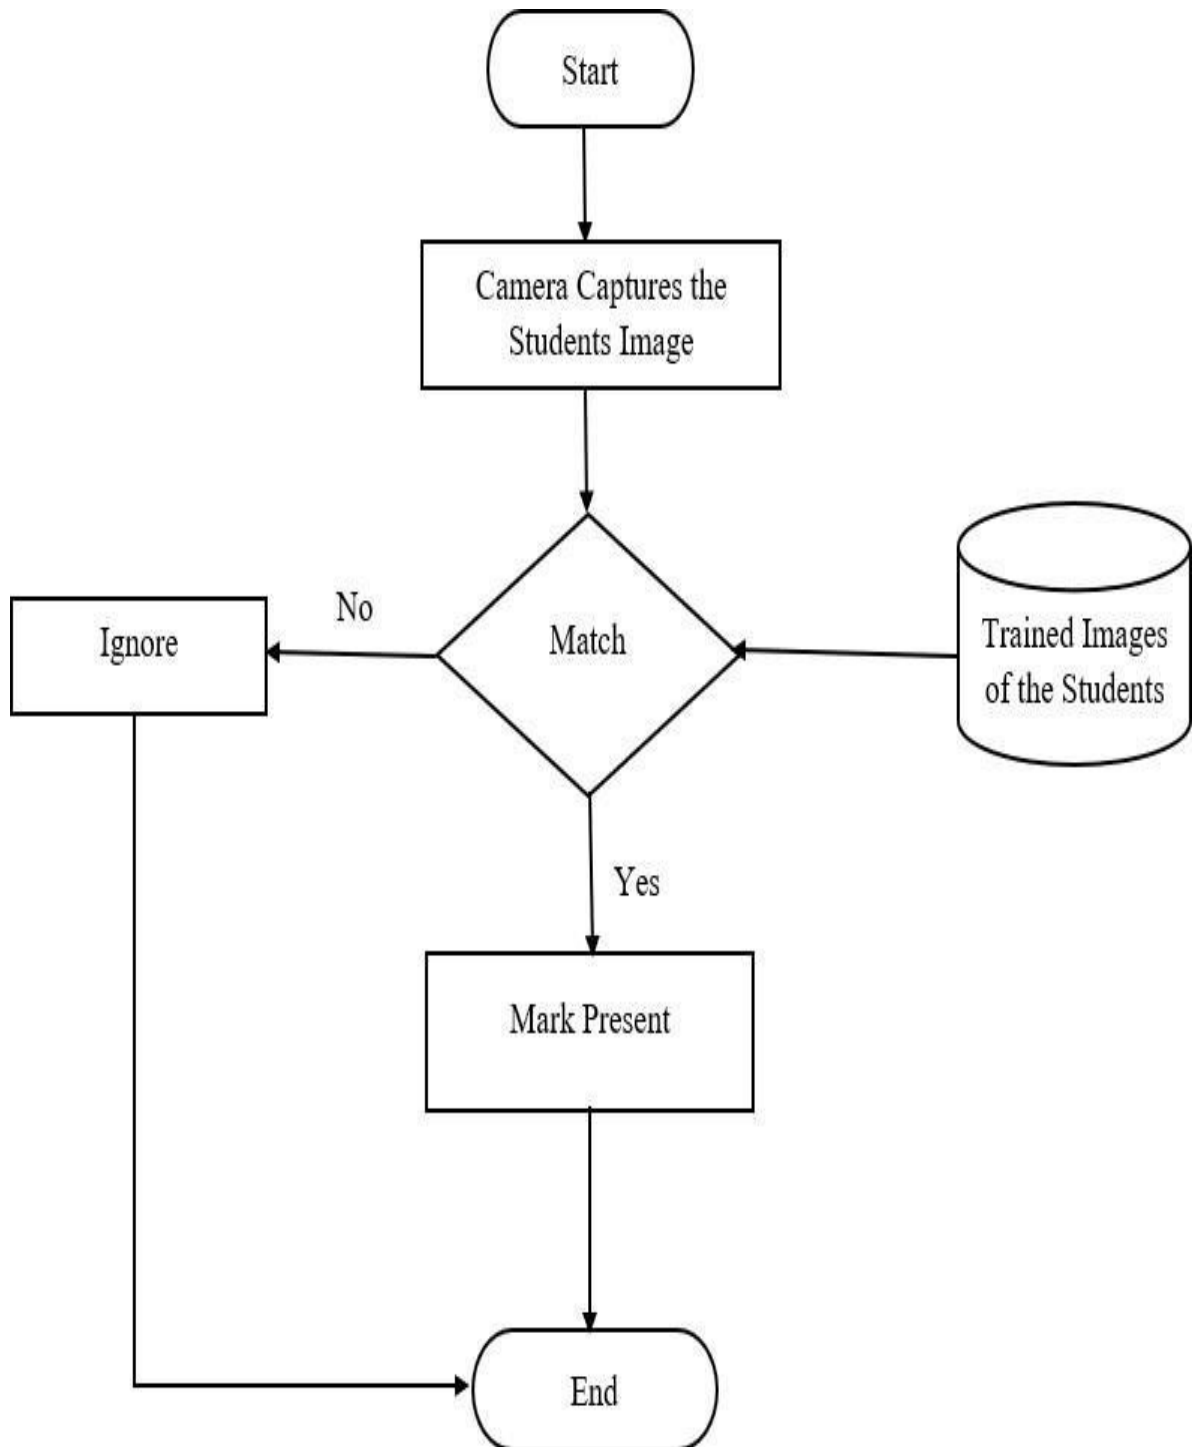 Start
Camera Captures the
Students Image
No
Ignore
Match
Trained Images
of the Students
Yes
Mark Present
End